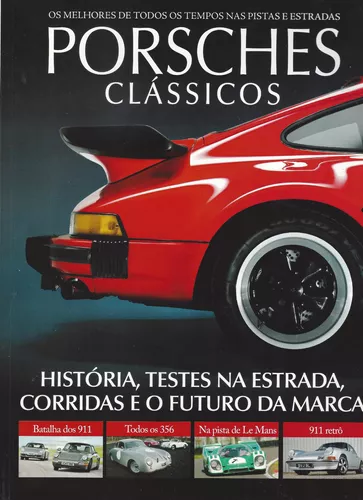 OS MELHORES DE TODOS OS TEMPOS NAS PISTAS E ESTRADAS
PORSCHES
CLÁSSICOS
HISTÓRIA, TESTES NA ESTRADA,
CORRIDAS E O FUTURO DA MARCA
Batalha dos 911
Todos os 356
Na pista de Le Mans
911 retrô